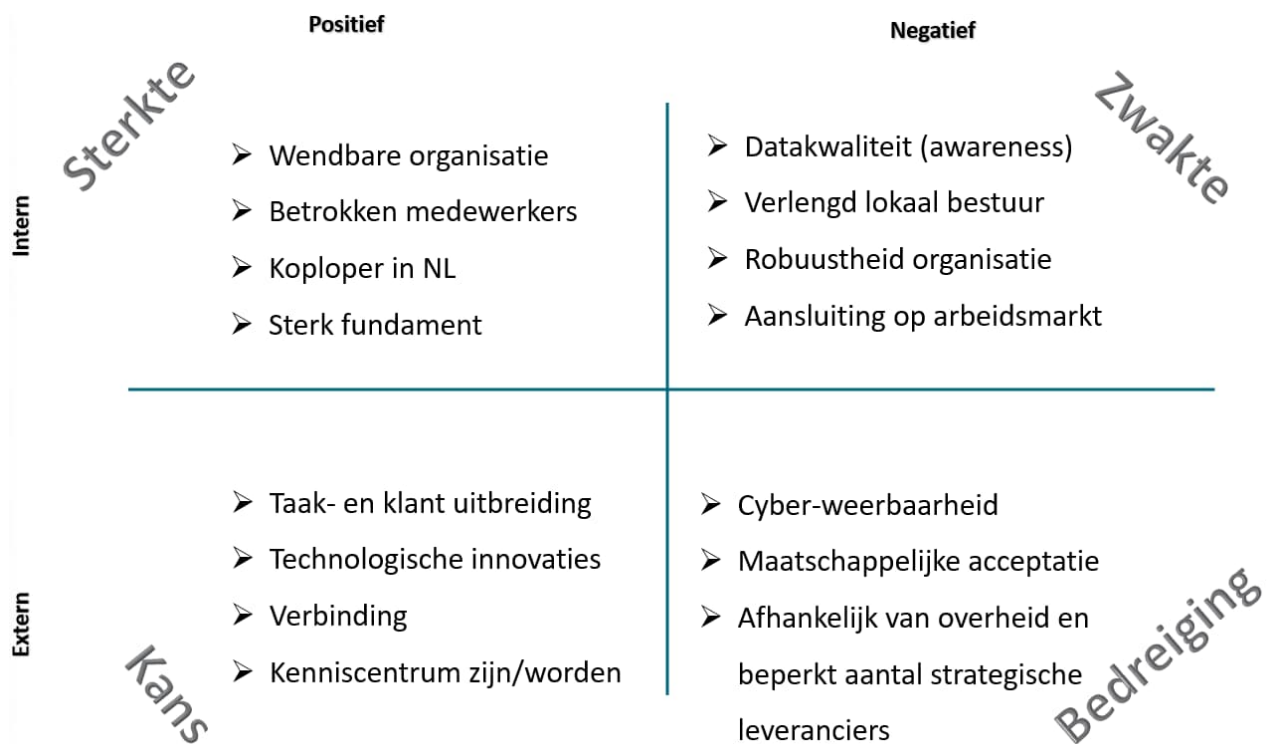 Positief
Negatief
Sterkte
Zwakte
Intern
Wendbare organisatie
Betrokken medewerkers
Koploper in NL
Sterk fundament
Datakwaliteit (awareness)
Verlengd lokaal bestuur
Robuustheid organisatie
Aansluiting op arbeidsmarkt
Extern
Kans
Taak- en klant uitbreiding
Technologische innovaties
Verbinding
Kenniscentrum zijn/worden
Cyber-weerbaarheid
Maatschappelijke acceptatie
Afhankelijk van overheid en
beperkt aantal strategische
leveranciers
Bedreiging